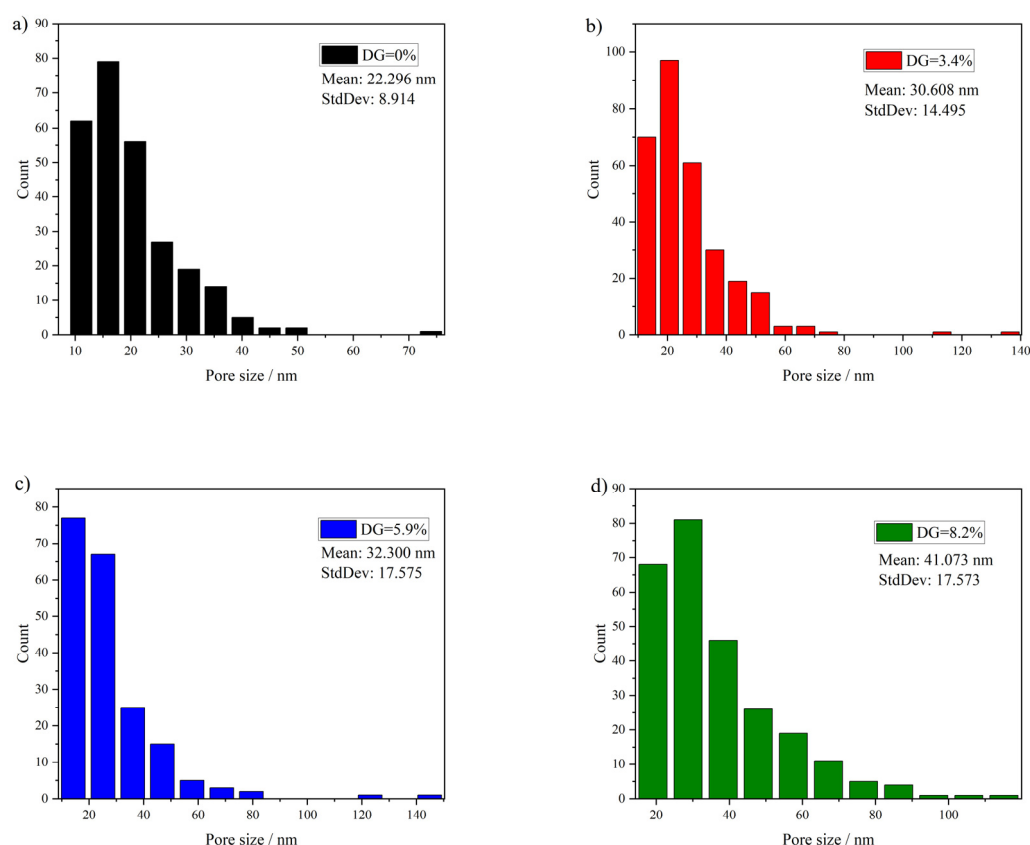 a)
90
80
70
60
50
40
30
20
10
0
Count
DG=0%
Mean: 22.296 nm
StdDev: 8.914
10 20 30 40 50 60 70
Pore size / nm
b)
100
80
60
40
20
0
Count
DG=3.4%
Mean: 30.608 nm
StdDev: 14.495
20 40 60 80 100 120 140
Pore size / nm
c)
80
70
60
50
40
30
20
10
0
Count
DG=5.9%
Mean: 32.300 nm
StdDev: 17.575
20 40 60 80 100 120 140
Pore size / nm
d)
90
80
70
60
50
40
30
20
10
0
Count
DG=8.2%
Mean: 41.073 nm
StdDev: 17.573
20 40 60 80 100
Pore size / nm